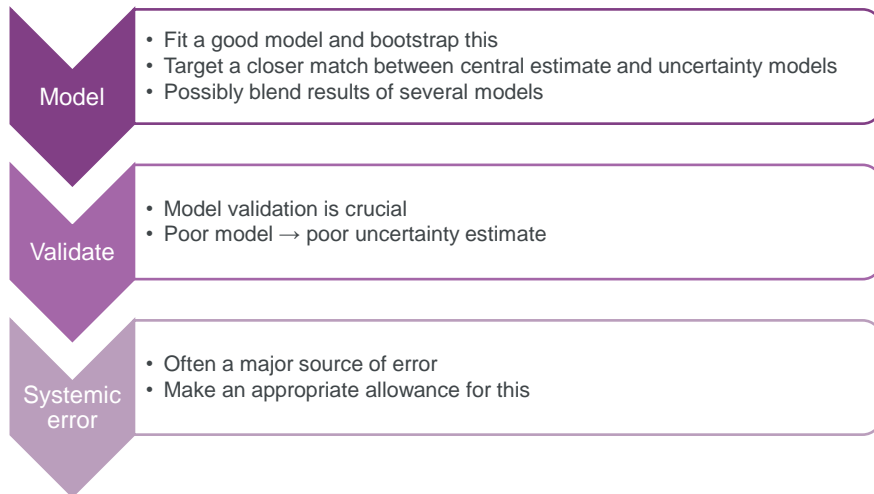 Model
• Fit a good model and bootstrap this
• Target a closer match between central estimate and uncertainty models
• Possibly blend results of several models
Validate
• Model validation is crucial
• Poor model → poor uncertainty estimate
Systemic
error
• Often a major source of error
• Make an appropriate allowance for this